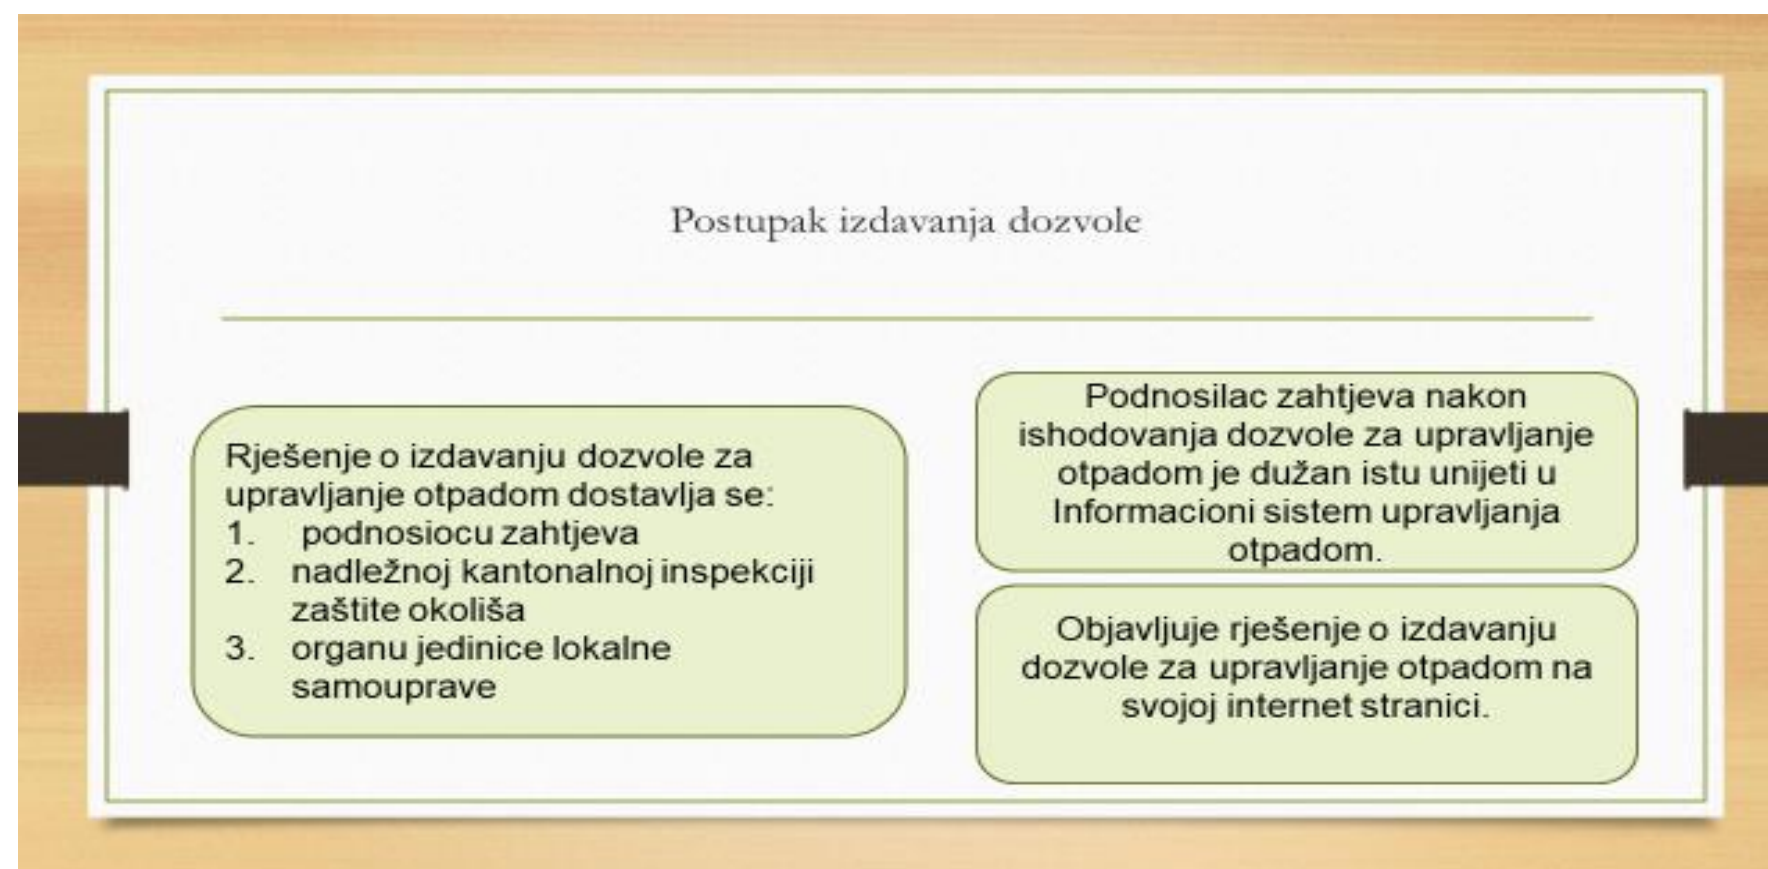 Postupak izdavanja dozvole
Rješenje o izdavanju dozvole za
upravljanje otpadom dostavlja se:
1. podnosiocu zahtjeva
2. nadležnoj kantonalnoj inspekciji
zaštite okoliša
3. organu jedinice lokalne
samouprave
Podnosilac zahtjeva nakon
ishodovanja dozvole za upravljanje
otpadom je dužan istu unijeti u
Informacioni sistem upravljanja
otpadom.
Objavljuje rješenje o izdavanju
dozvole za upravljanje otpadom na
svojoj internet stranici.